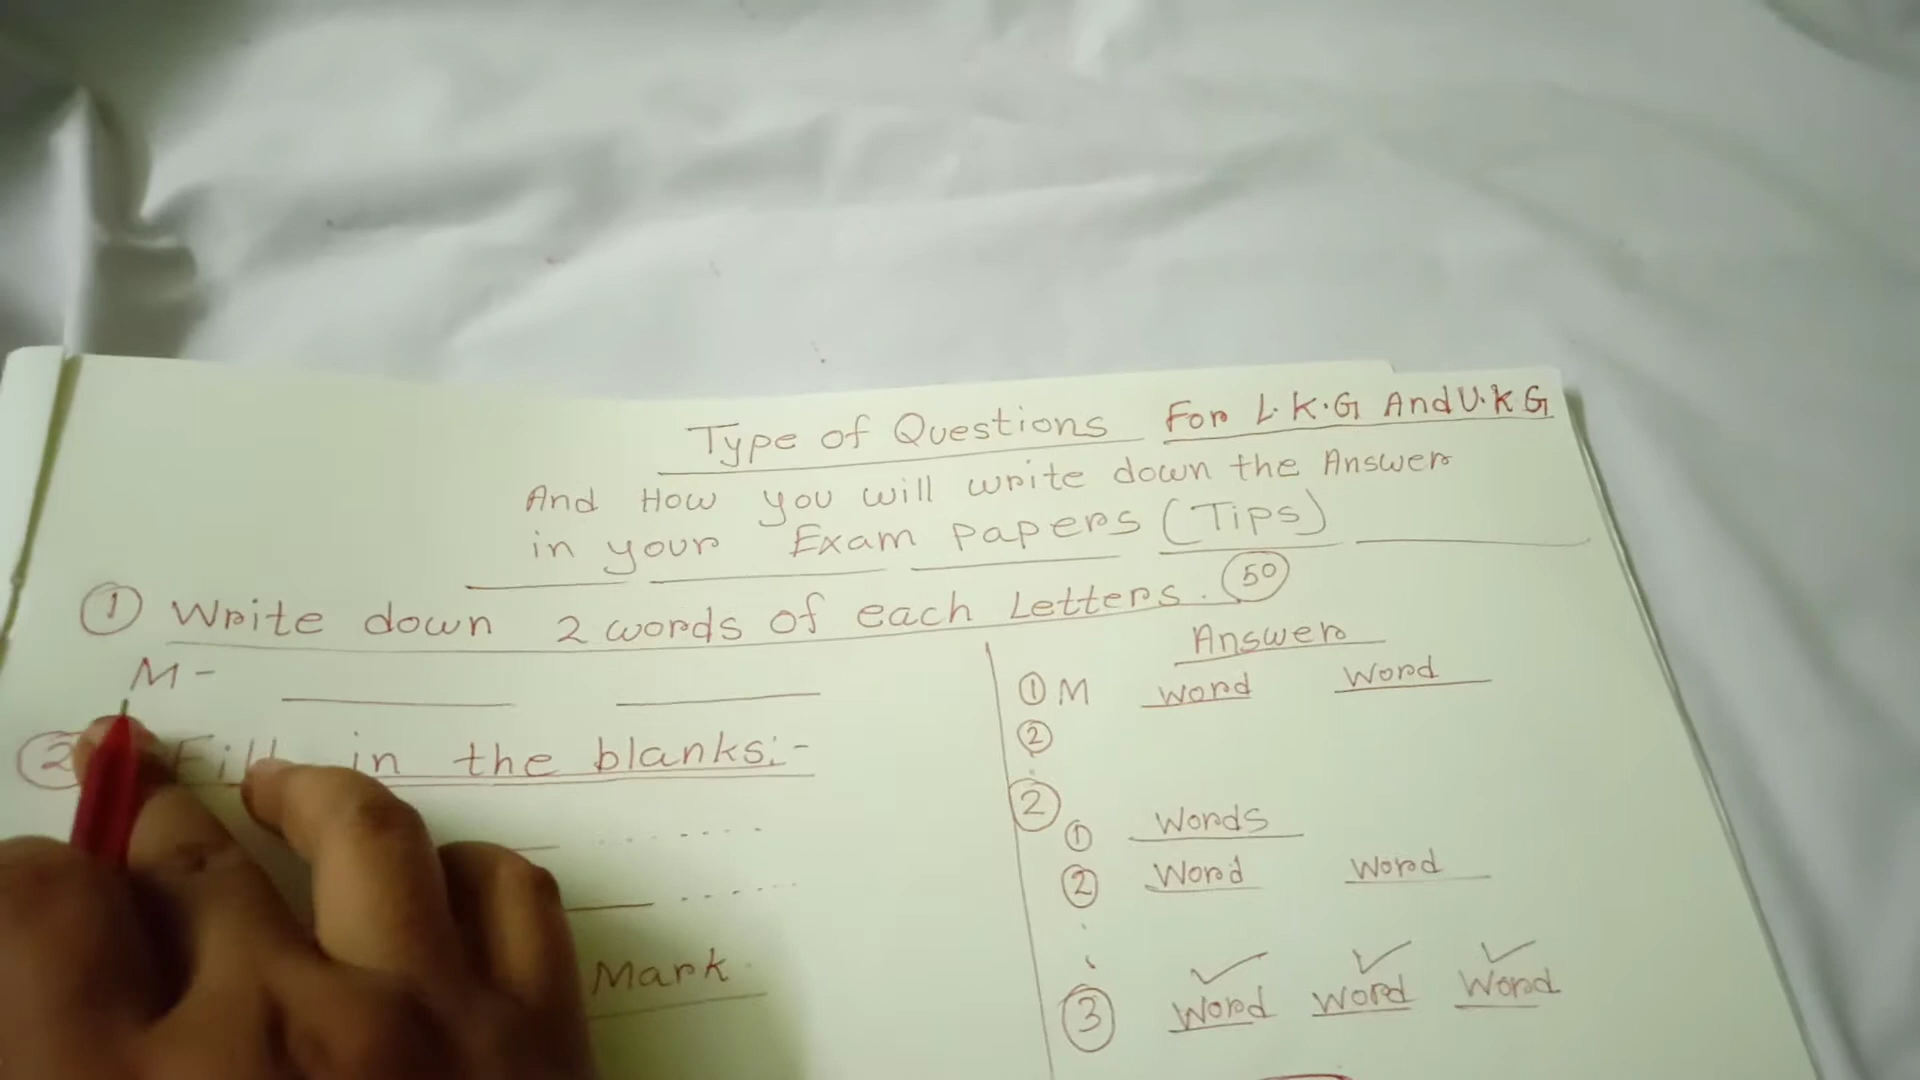 Type of Questions For L.K.G And U.K G
And How you will write down the Answer
in your Exam papers (Tips)
① Write down 2 words of each Letters. 50
M -
② Fill in the blanks:-
Mark
Answer
① M word Word
②
② ① Words
② Word Word
③ Word Word Word